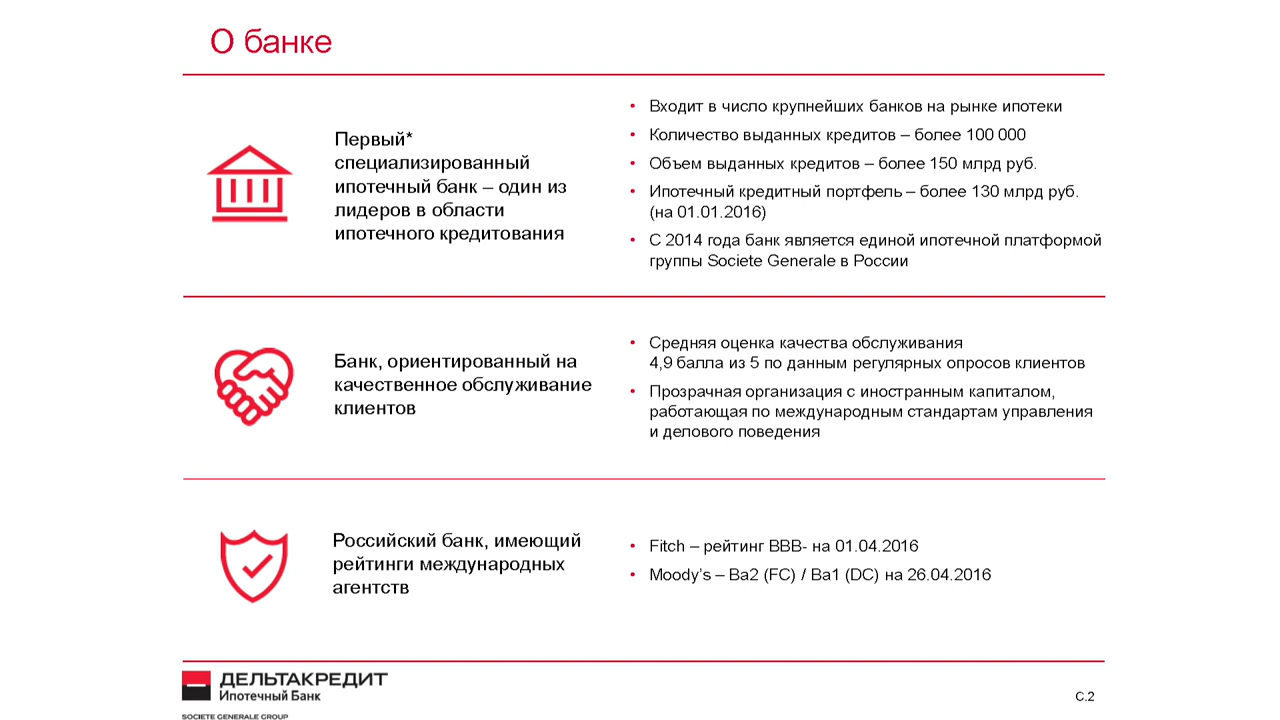 О банке
Первый*
специализированный
ипотечный банк – один из
лидеров в области
ипотечного кредитования
• Входит в число крупнейших банков на рынке ипотеки
• Количество выданных кредитов – более 100 000
• Объем выданных кредитов – более 150 млрд руб.
• Ипотечный кредитный портфель – более 130 млрд руб.
(на 01.01.2016)
• С 2014 года банк является единой ипотечной платформой
группы Societe Generale в России
Банк, ориентированный на
качественное обслуживание
клиентов
• Средняя оценка качества обслуживания
4,9 балла из 5 по данным регулярных опросов клиентов
• Прозрачная организация с иностранным капиталом,
работающая по международным стандартам управления
и делового поведения
Российский банк, имеющий
рейтинги международных
агентств
• Fitch – рейтинг BBB- на 01.04.2016
• Moody's – Ba2 (FC) / Ba1 (DC) на 26.04.2016
ДЕЛЬТАКРЕДИТ
Ипотечный Банк
SOCIETE GENERALE GROUP
С.2